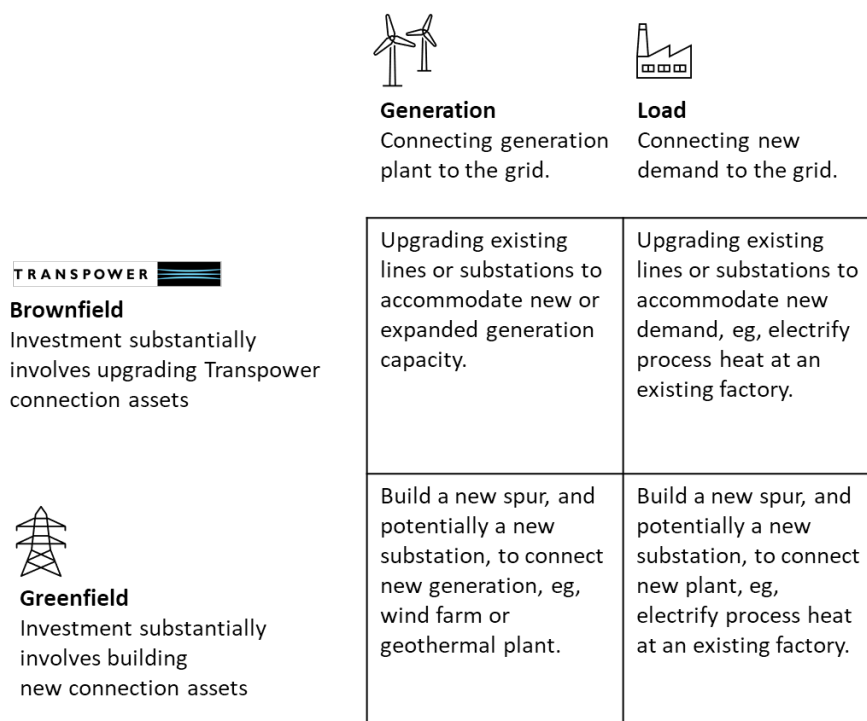 Generation
Connecting generation
plant to the grid.
Load
Connecting new
demand to the grid.
TRANSPOWER
Brownfield
Investment substantially
involves upgrading Transpower
connection assets
Upgrading existing
lines or substations to
accommodate new or
expanded generation
capacity.
Upgrading existing
lines or substations to
accommodate new
demand, eg, electrify
process heat at an
existing factory.
Greenfield
Investment substantially
involves building
new connection assets
Build a new spur, and
potentially a new
substation, to connect
new generation, eg,
wind farm or
geothermal plant.
Build a new spur, and
potentially a new
substation, to connect
new plant, eg,
electrify process heat
at an existing factory.